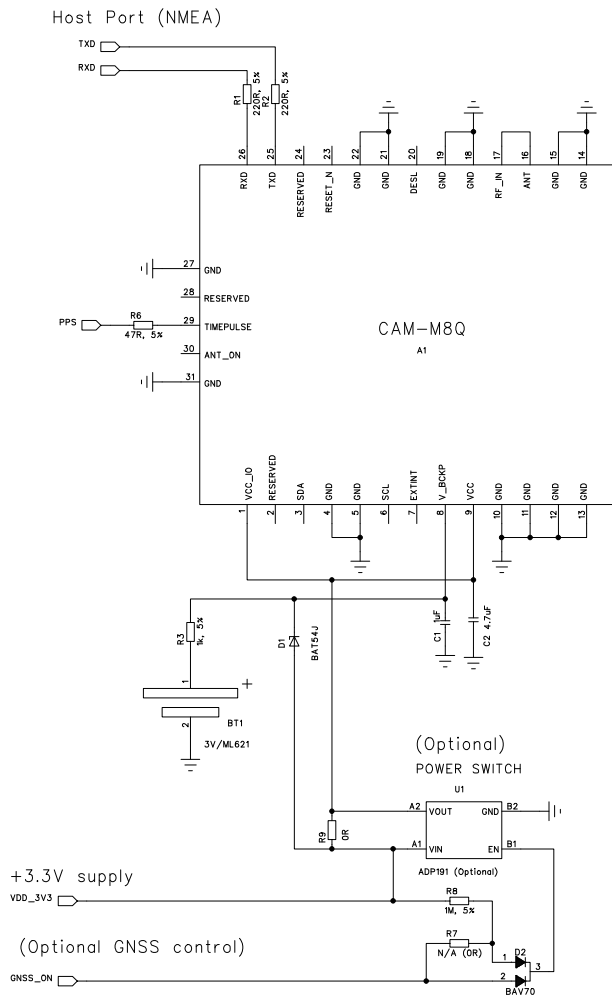 Host Port (NMEA)
TXD
RXD
R1
220R, 5%
R2
220R, 5%
26
25
24
23
22
21
20
19
18
17
16
15
14
RXD
TXD
RESERVED
RESET_N
GND
GND
DESL
GND
GND
RF_IN
ANT
GND
GND
27
GND
28
RESERVED
PPS
R6
47R, 5%
29
TIMEPULSE
30
ANT_ON
31
GND
CAM-M8Q
A1
VCC_IO
RESERVED
SDA
GND
GND
SCL
EXTINT
V_BCKP
VCC
GND
GND
GND
GND
1
2
3
4
5
6
7
8
9
10
11
12
13
R3
1k, 5%
D1
BAT54J
C1 1uF
C2 4.7uF
1
+
2
BT1
3V/ML621
(Optional)
POWER SWITCH
U1
A2
VOUT
GND
B2
R9
0R
A1
VIN
EN
B1
ADP191 (Optional)
+3.3V supply
VDD_3V3
R8
1M, 5%
(Optional GNSS control)
R7
N/A (0R)
GNSS_ON
1
D2
2
3
BAV70